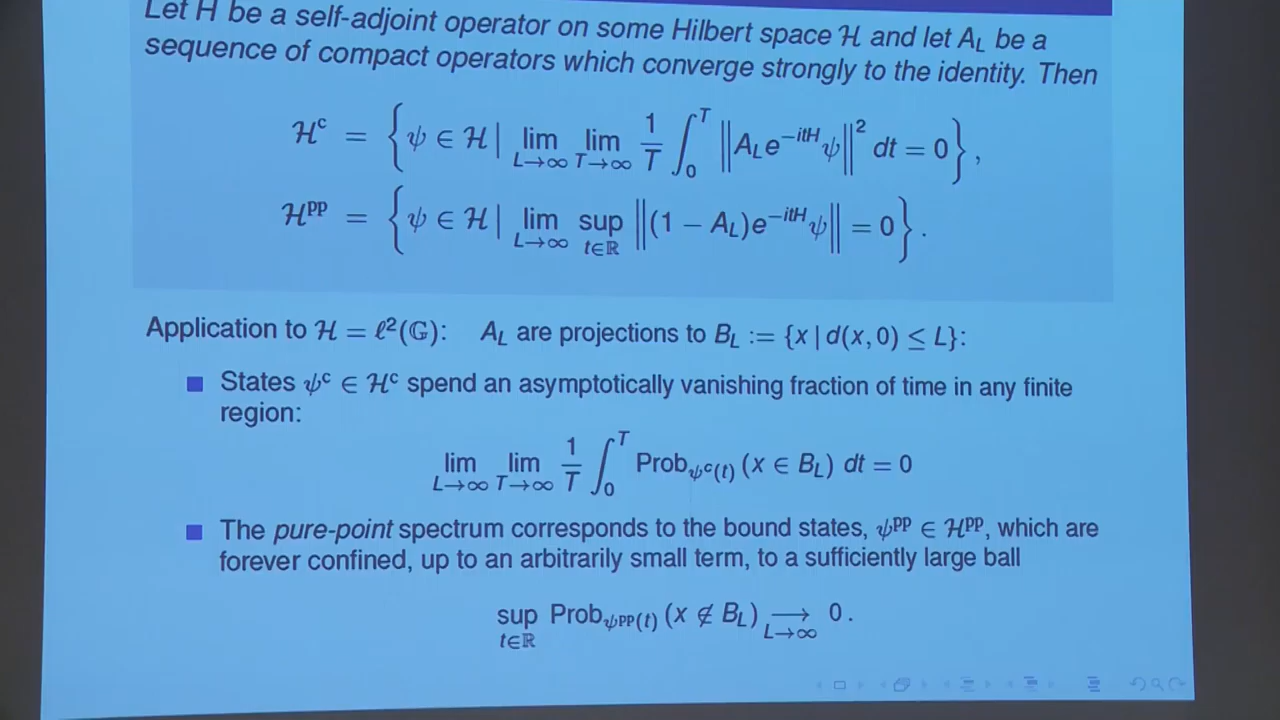 Let H be a self-adjoint operator on some Hilbert space ℋ and let A_L be a
sequence of compact operators which converge strongly to the identity. Then
ℋ^c = { ψ ∈ ℋ | lim_{L→∞} lim_{T→∞} 1/T ∫_0^T ‖A_L e^{−itH} ψ‖^2 dt = 0 } ,
ℋ^pp = { ψ ∈ ℋ | lim_{L→∞} sup_{t∈ℝ} ‖(1 − A_L)e^{−itH} ψ‖ = 0 } .
Application to ℋ = ℓ²(𝔾): A_L are projections to B_L := {x | d(x, 0) ≤ L}:
States ψ^c ∈ ℋ^c spend an asymptotically vanishing fraction of time in any finite
region:
lim_{L→∞} lim_{T→∞} 1/T ∫_0^T Prob_{ψ^c(t)} (x ∈ B_L) dt = 0
The pure-point spectrum corresponds to the bound states, ψ^pp ∈ ℋ^pp, which are
forever confined, up to an arbitrarily small term, to a sufficiently large ball
sup_{t∈ℝ} Prob_{ψ^pp(t)} (x ∉ B_L) ⟶_{L→∞} 0 .